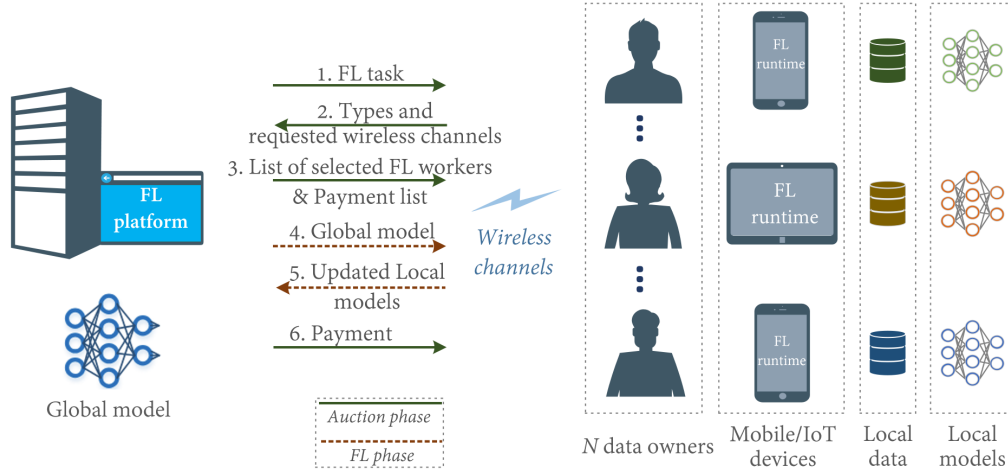 1. FL task
2. Types and
requested wireless channels
3. List of selected FL workers
& Payment list
4. Global model
5. Updated Local
models
6. Payment
FL
platform
Global model
Auction phase
FL phase
Wireless
channels
FL
runtime
FL
runtime
FL
runtime
N data owners
Mobile/IoT
devices
Local
data
Local
models